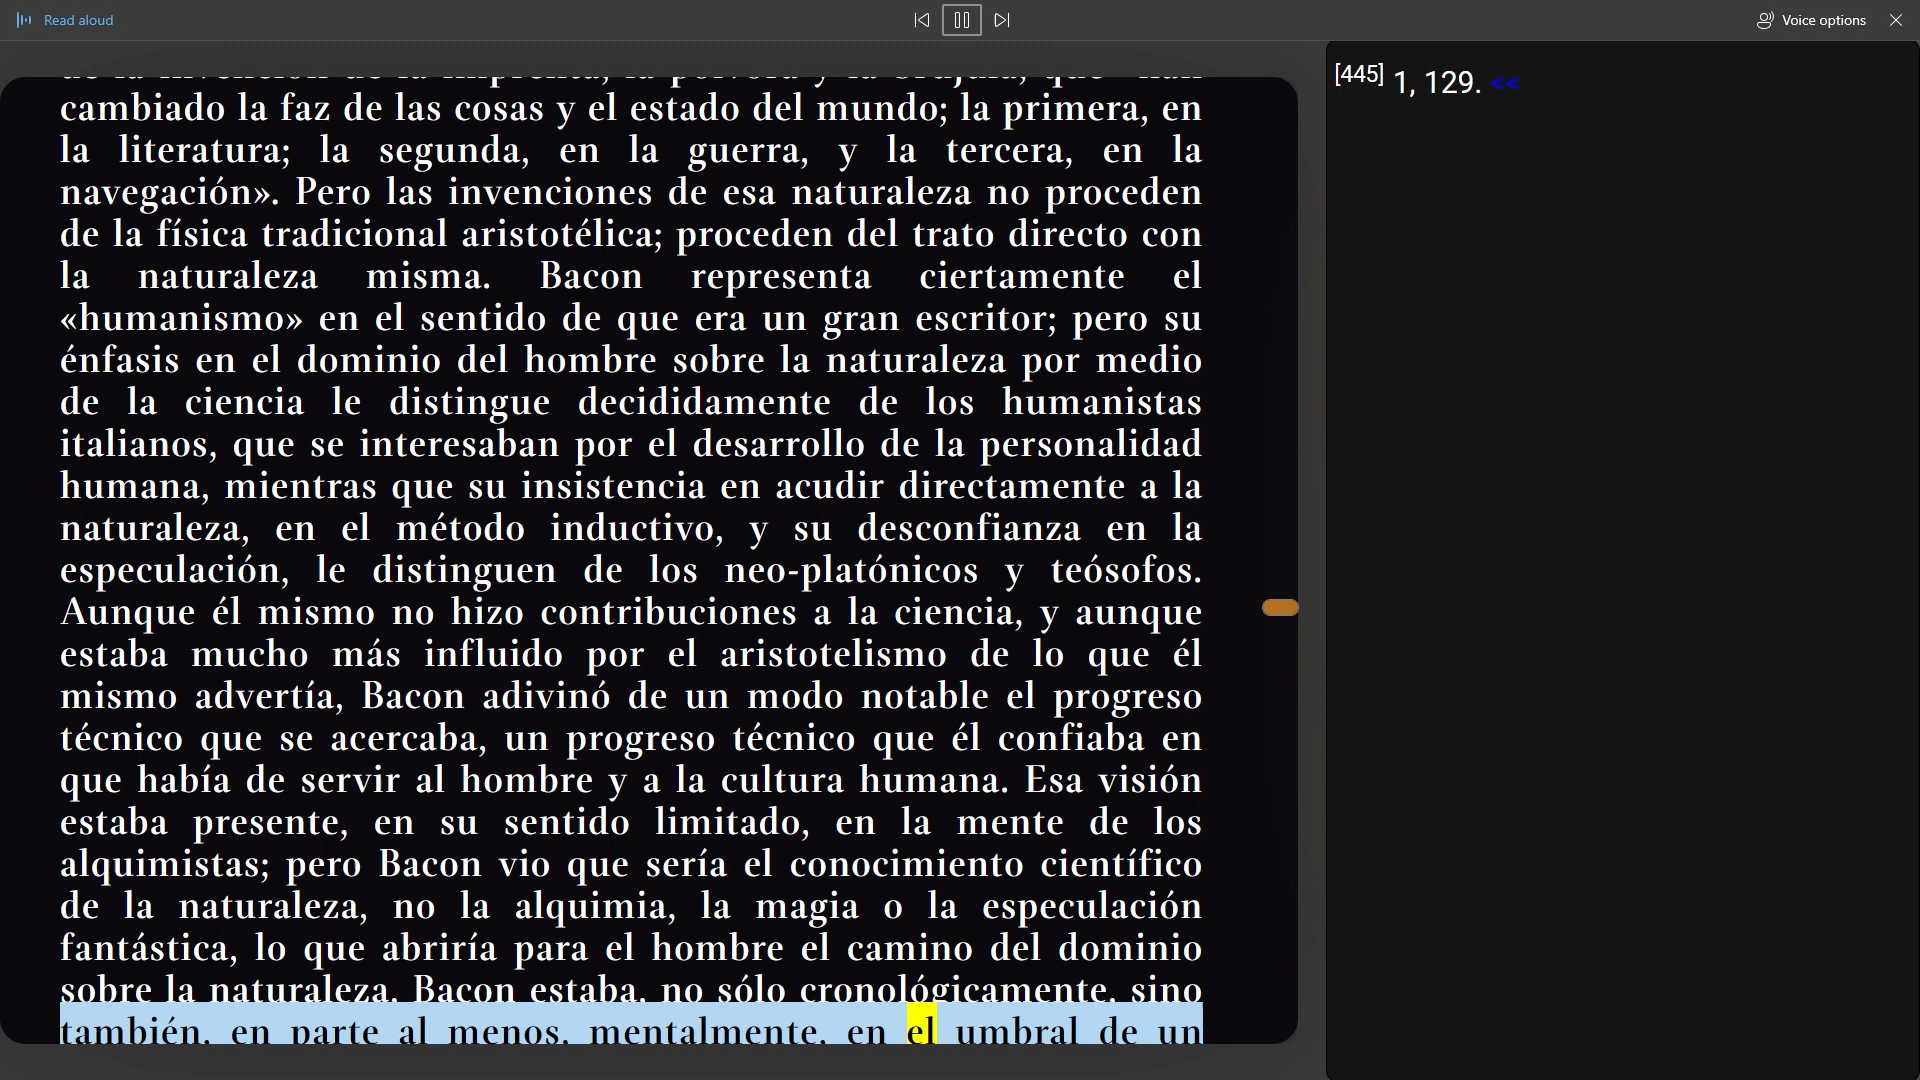 Read aloud
Voice options
de la invención de la imprenta, la pólvora y la brújula, que «han
cambiado la faz de las cosas y el estado del mundo; la primera, en
la literatura; la segunda, en la guerra, y la tercera, en la
navegación». Pero las invenciones de esa naturaleza no proceden
de la física tradicional aristotélica; proceden del trato directo con
la naturaleza misma. Bacon representa ciertamente el
«humanismo» en el sentido de que era un gran escritor; pero su
énfasis en el dominio del hombre sobre la naturaleza por medio
de la ciencia le distingue decididamente de los humanistas
italianos, que se interesaban por el desarrollo de la personalidad
humana, mientras que su insistencia en acudir directamente a la
naturaleza, en el método inductivo, y su desconfianza en la
especulación, le distinguen de los neo-platónicos y teósofos.
Aunque él mismo no hizo contribuciones a la ciencia, y aunque
estaba mucho más influido por el aristotelismo de lo que él
mismo advertía, Bacon adivinó de un modo notable el progreso
técnico que se acercaba, un progreso técnico que él confiaba en
que había de servir al hombre y a la cultura humana. Esa visión
estaba presente, en su sentido limitado, en la mente de los
alquimistas; pero Bacon vio que sería el conocimiento científico
de la naturaleza, no la alquimia, la magia o la especulación
fantástica, lo que abriría para el hombre el camino del dominio
sobre la naturaleza. Bacon estaba, no sólo cronológicamente, sino
también, en parte al menos, mentalmente, en el umbral de un
[445] 1, 129. <<